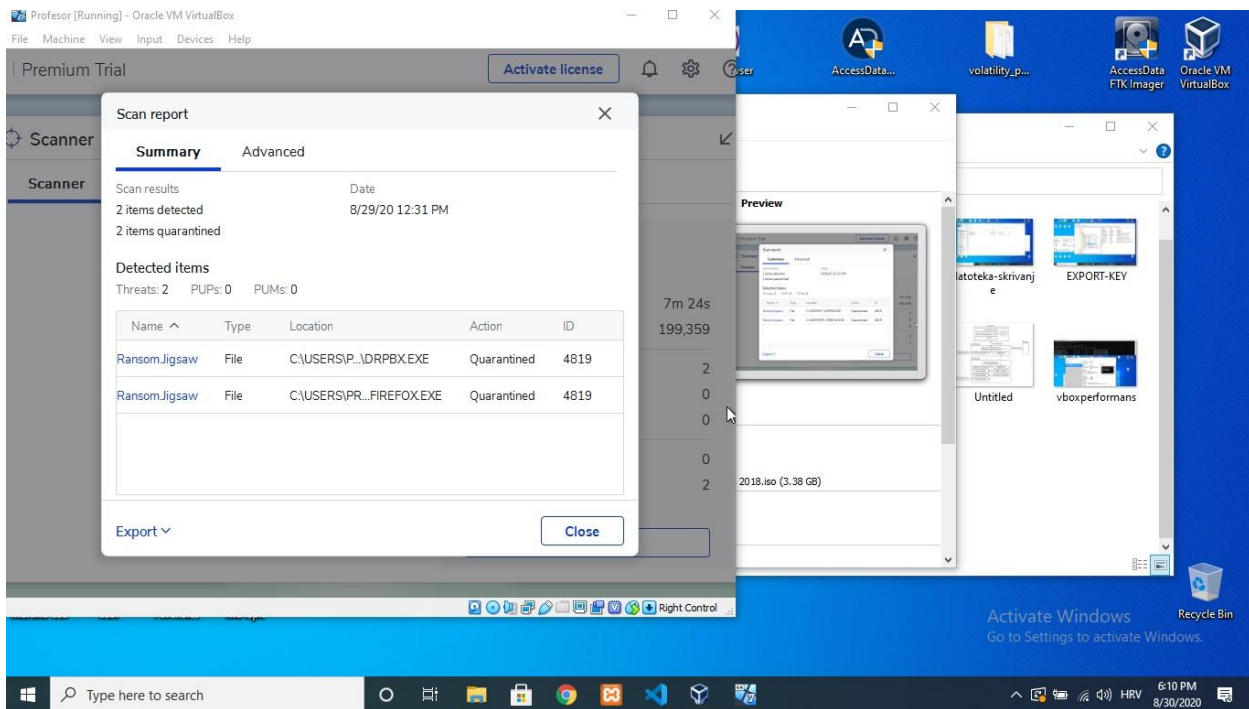 Profesor [Running] - Oracle VM VirtualBox
File Machine View Input Devices Help
Premium Trial
Activate license
Scanner
Scanner
Scan report
Summary Advanced
Scan results
2 items detected
2 items quarantined
Date
8/29/20 12:31 PM
Detected items
Threats: 2 PUPs: 0 PUMs: 0
Name Type Location Action ID
Ransom.Jigsaw File C:\USERS\P...\DRPBX.EXE Quarantined 4819
Ransom.Jigsaw File C:\USERS\PR...FIREFOX.EXE Quarantined 4819
Export
Close
7m 24s
199,359
2
0
0
0
2
Right Control
Preview
2018.iso (3.38 GB)
AccessData...
volatility_p...
AccessData
FTK Imager
Oracle VM
VirtualBox
latoteka-skrivanj
e
EXPORT-KEY
Untitled
vboxperformans
Recycle Bin
Activate Windows
Go to Settings to activate Windows.
Type here to search
HRV
6:10 PM
8/30/2020